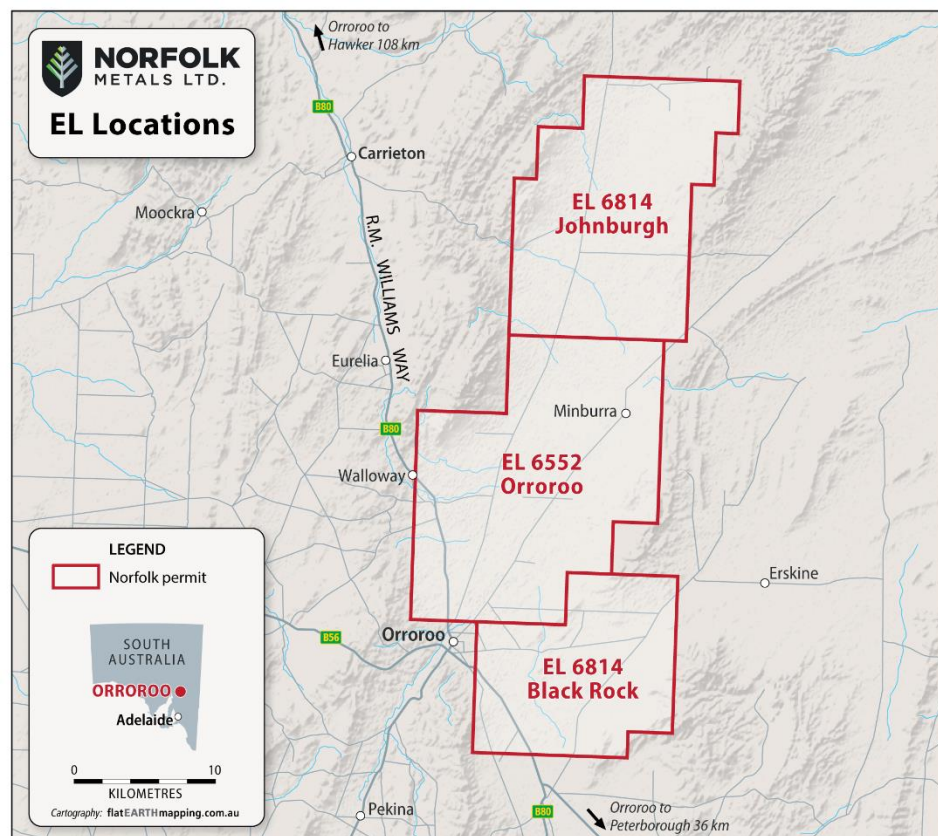 NORFOLK
METALS LTD.
EL Locations
Orroroo to
Hawker 108 km
B80
Carrieton
Moockra
R.M. WILLIAMS WAY
EL 6814
Johnburgh
Eurelia
Minburra
B80
Walloway
EL 6552
Orroroo
Erskine
B56
Orroroo
EL 6814
Black Rock
LEGEND
Norfolk permit
SOUTH
AUSTRALIA
ORROROO
Adelaide
0 10
KILOMETRES
Cartography: flatEARTHmapping.com.au
Pekina
B80
Orroroo to
Peterborough 36 km